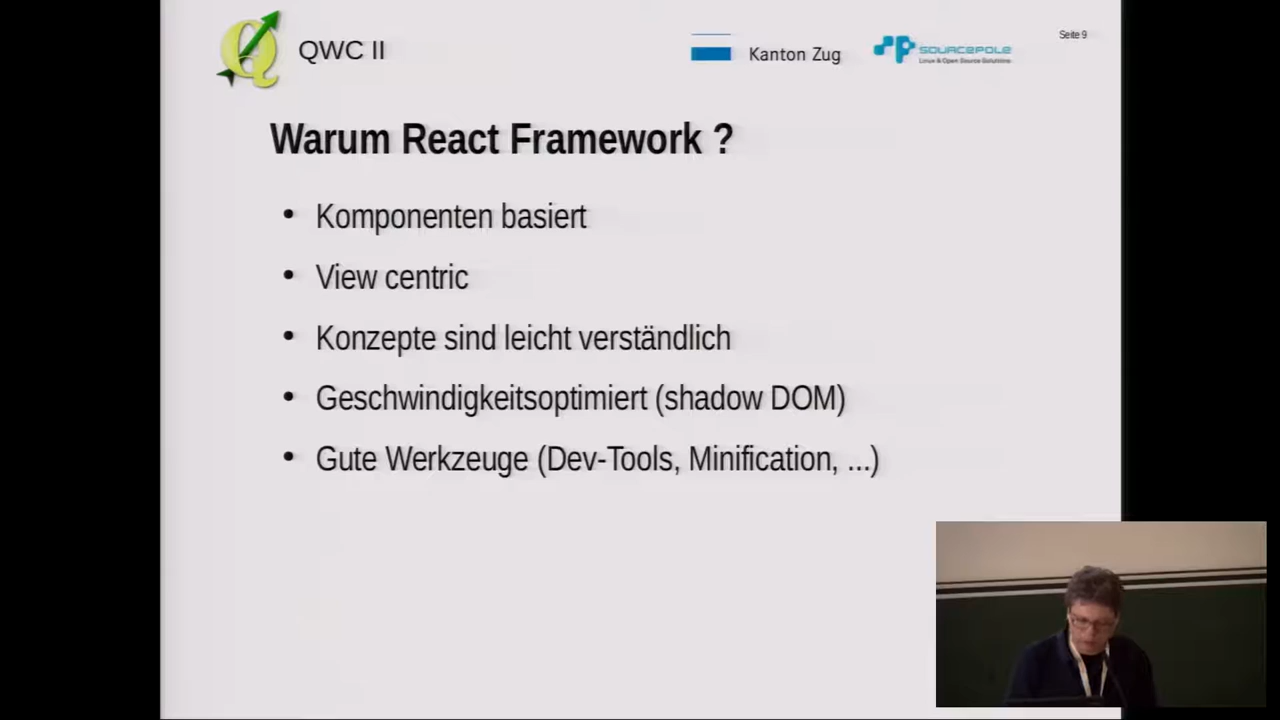 QWC II
Kanton Zug
SOURCEPOLE
Linux & Open Source Solutions
Seite 9
Warum React Framework ?
• Komponenten basiert
• View centric
• Konzepte sind leicht verständlich
• Geschwindigkeitsoptimiert (shadow DOM)
• Gute Werkzeuge (Dev-Tools, Minification, ...)